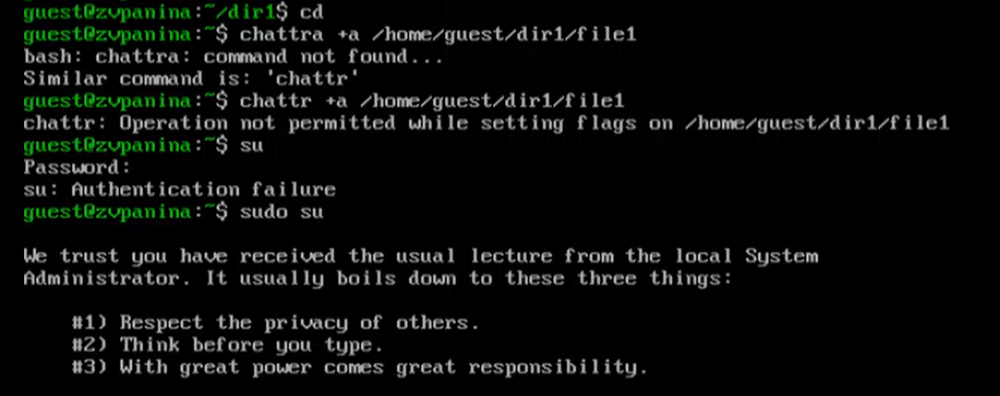 guest@zvpanina:~/dir1$ cd
guest@zvpanina:~$ chattra +a /home/guest/dir1/file1
bash: chattra: command not found...
Similar command is: 'chattr'
guest@zvpanina:~$ chattr +a /home/guest/dir1/file1
chattr: Operation not permitted while setting flags on /home/guest/dir1/file1
guest@zvpanina:~$ su
Password:
su: Authentication failure
guest@zvpanina:~$ sudo su
We trust you have received the usual lecture from the local System
Administrator. It usually boils down to these three things:
#1) Respect the privacy of others.
#2) Think before you type.
#3) With great power comes great responsibility.